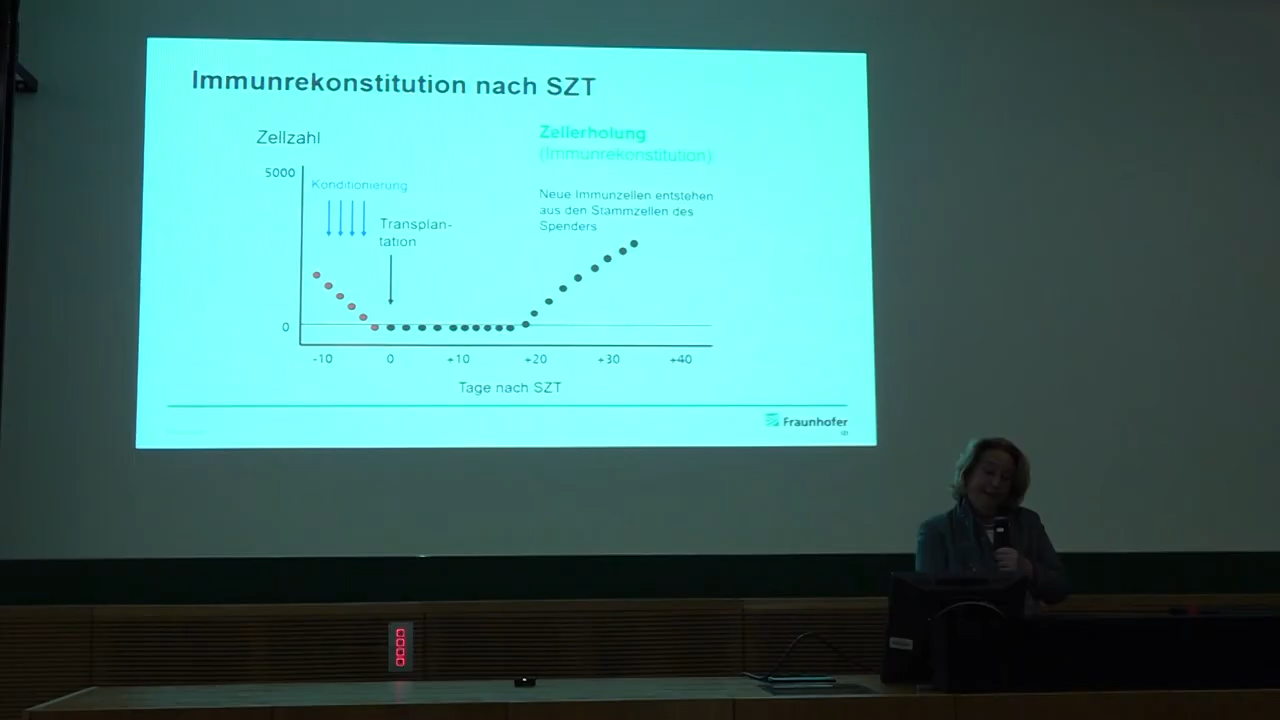 Immunrekonstitution nach SZT
Zellzahl
Zellerholung
(Immunrekonstitution)
5000
Konditionierung
Neue Immunzellen entstehen
aus den Stammzellen des
Spenders
Transplan-
tation
0
-10 0 +10 +20 +30 +40
Tage nach SZT
Fraunhofer